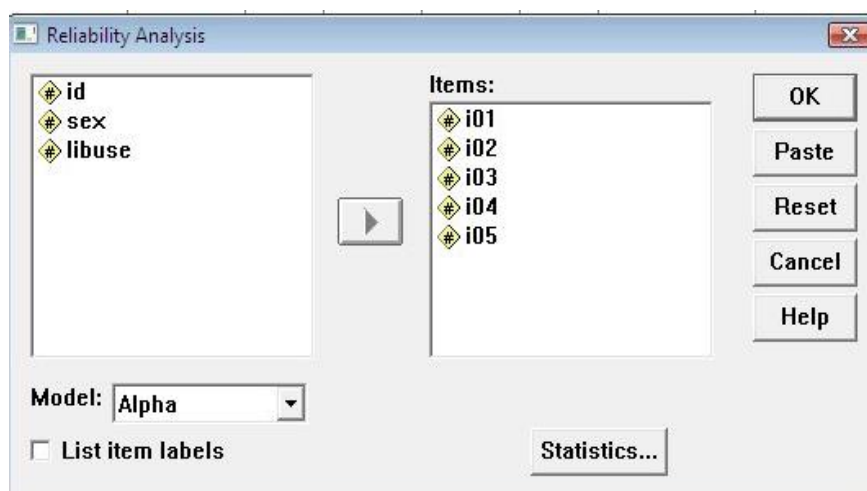 Reliability Analysis
# id
# sex
# libuse
Items:
# i01
# i02
# i03
# i04
# i05
OK
Paste
Reset
Cancel
Help
Model: Alpha
List item labels
Statistics...